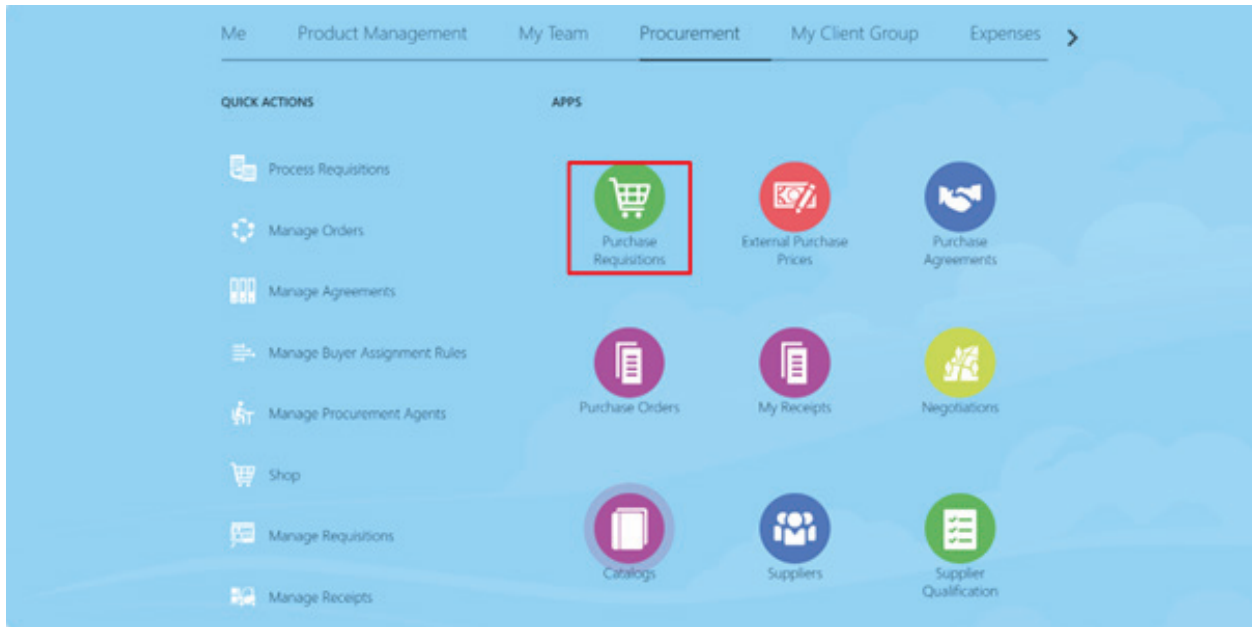 Me Product Management My Team Procurement My Client Group Expenses
QUICK ACTIONS
Process Requisitions
Manage Orders
Manage Agreements
Manage Buyer Assignment Rules
Manage Procurement Agents
Shop
Manage Requisitions
Manage Receipts
APPS
Purchase
Requisitions
External Purchase
Prices
Purchase
Agreements
Purchase Orders
My Receipts
Negotiations
Catalogs
Suppliers
Supplier
Qualification